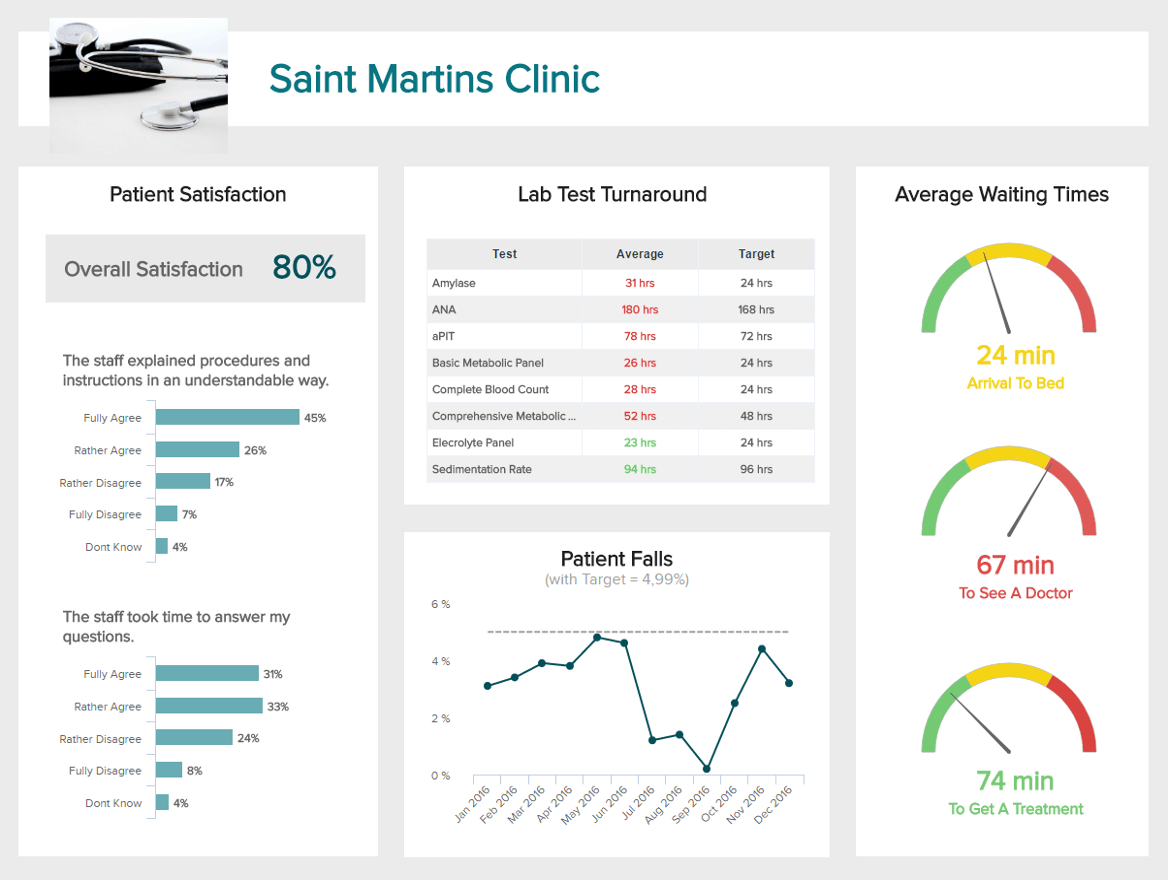 Saint Martins Clinic
Patient Satisfaction
Overall Satisfaction 80%
The staff explained procedures and
instructions in an understandable way.
Fully Agree 45%
Rather Agree 26%
Rather Disagree 17%
Fully Disagree 7%
Dont Know 4%
The staff took time to answer my
questions.
Fully Agree 31%
Rather Agree 33%
Rather Disagree 24%
Fully Disagree 8%
Dont Know 4%
Lab Test Turnaround
Test Average Target
Amylase 31 hrs 24 hrs
ANA 180 hrs 168 hrs
aPIT 78 hrs 72 hrs
Basic Metabolic Panel 26 hrs 24 hrs
Complete Blood Count 28 hrs 24 hrs
Comprehensive Metabolic ... 52 hrs 48 hrs
Elecrolyte Panel 23 hrs 24 hrs
Sedimentation Rate 94 hrs 96 hrs
Patient Falls
(with Target = 4,99%)
6 %
4 %
2 %
0 %
Jan 2016 Feb 2016 Mar 2016 Apr 2016 May 2016 Jun 2016 Jul 2016 Aug 2016 Sep 2016 Oct 2016 Nov 2016 Dec 2016
Average Waiting Times
24 min
Arrival To Bed
67 min
To See A Doctor
74 min
To Get A Treatment